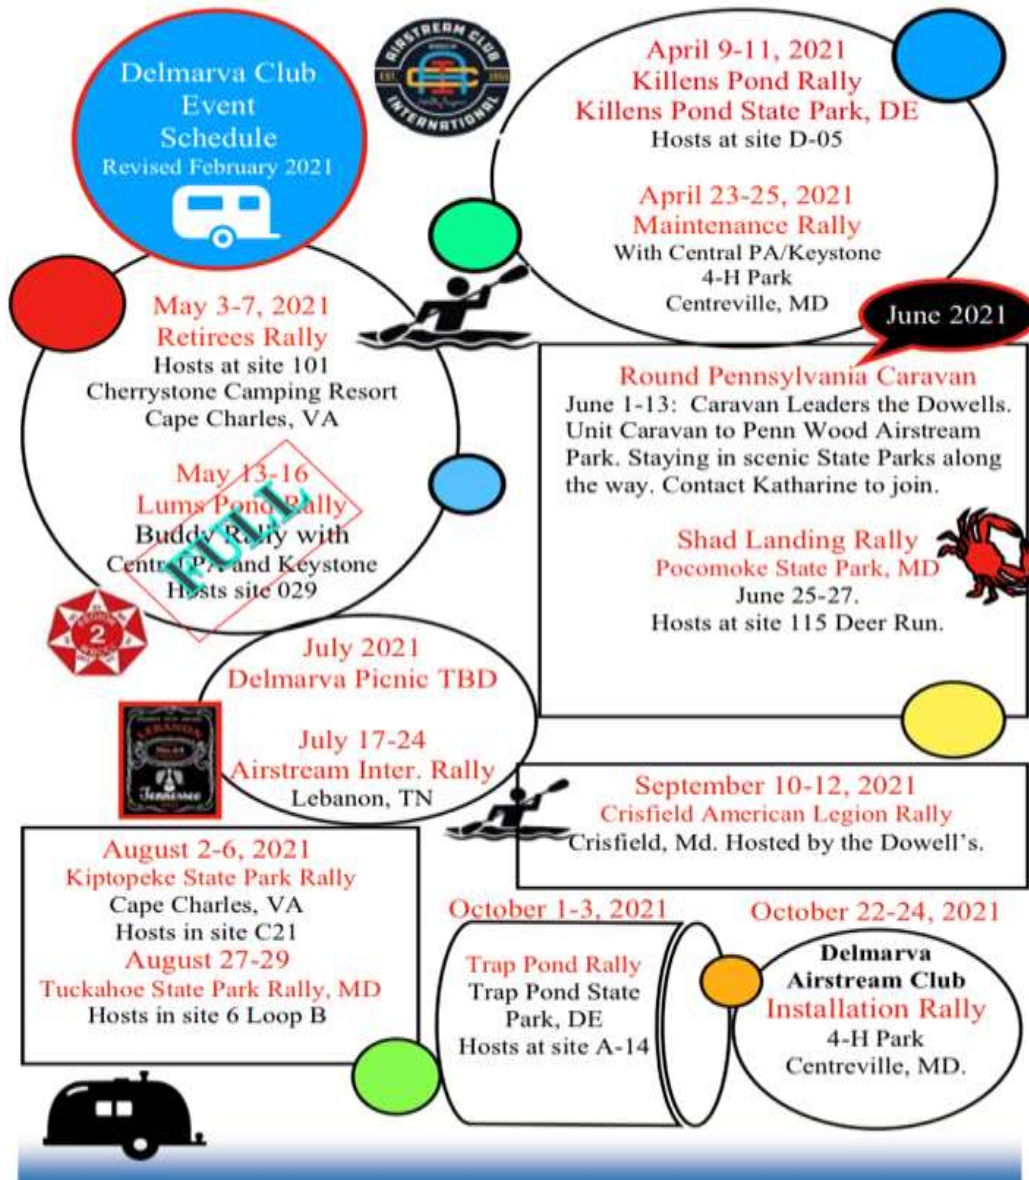 Delmarva Club
Event
Schedule
Revised February 2021
AIRSTREAM CLUB
EST.
INTERNATIONAL
April 9-11, 2021
Killens Pond Rally
Killens Pond State Park, DE
Hosts at site D-05
April 23-25, 2021
Maintenance Rally
With Central PA/Keystone
4-H Park
Centreville, MD
May 3-7, 2021
Retirees Rally
Hosts at site 101
Cherrystone Camping Resort
Cape Charles, VA
May 13-16
Lums Pond Rally
Buddy Rally with
Central PA and Keystone
Hosts site 029
FULL
June 2021
Round Pennsylvania Caravan
June 1-13: Caravan Leaders the Dowells.
Unit Caravan to Penn Wood Airstream
Park. Staying in scenic State Parks along
the way. Contact Katharine to join.
Shad Landing Rally
Pocomoke State Park, MD
June 25-27.
Hosts at site 115 Deer Run.
REGION
2
July 2021
Delmarva Picnic TBD
July 17-24
Airstream Inter. Rally
Lebanon, TN
LEBANON
No.64
Tennessee
September 10-12, 2021
Crisfield American Legion Rally
Crisfield, Md. Hosted by the Dowell's.
August 2-6, 2021
Kiptopeke State Park Rally
Cape Charles, VA
Hosts in site C21
August 27-29
Tuckahoe State Park Rally, MD
Hosts in site 6 Loop B
October 1-3, 2021
Trap Pond Rally
Trap Pond State
Park, DE
Hosts at site A-14
October 22-24, 2021
Delmarva
Airstream Club
Installation Rally
4-H Park
Centreville, MD.